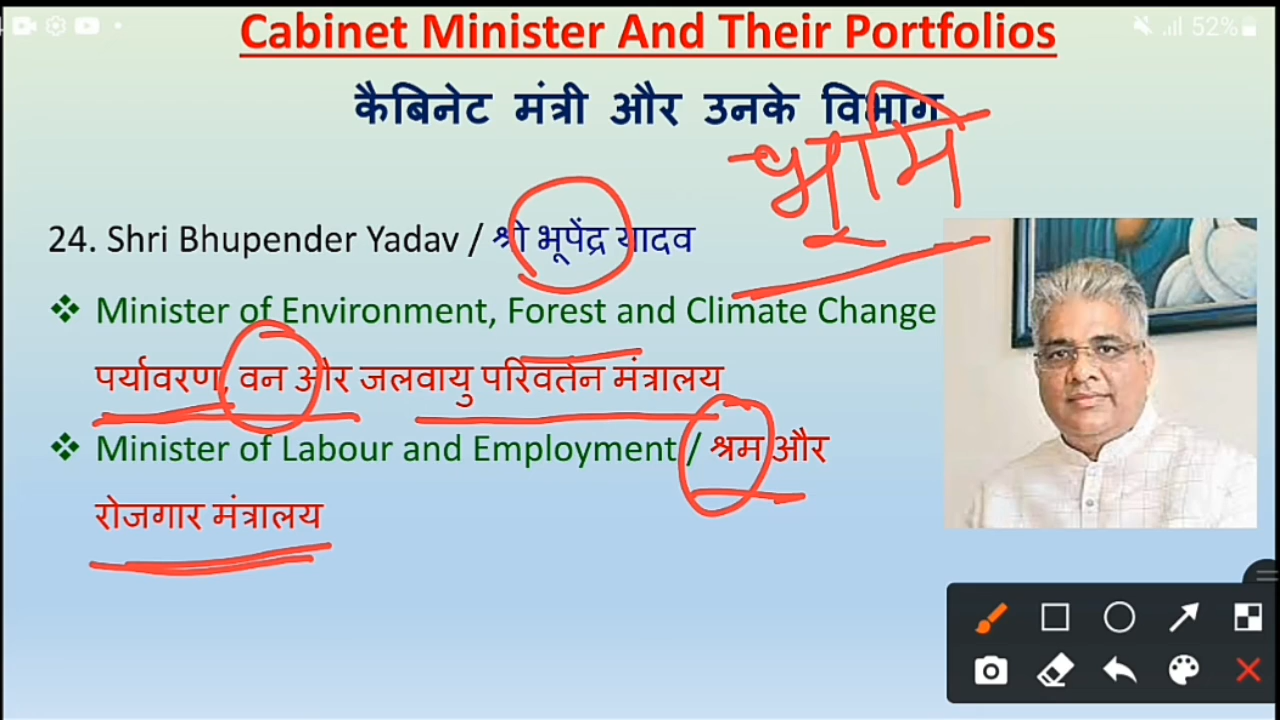 52%
Cabinet Minister And Their Portfolios
कैबिनेट मंत्री और उनके विभाग
भूमि
24. Shri Bhupender Yadav / श्री भूपेंद्र यादव
❖ Minister of Environment, Forest and Climate Change
पर्यावरण, वन और जलवायु परिवर्तन मंत्रालय
❖ Minister of Labour and Employment / श्रम और
रोजगार मंत्रालय